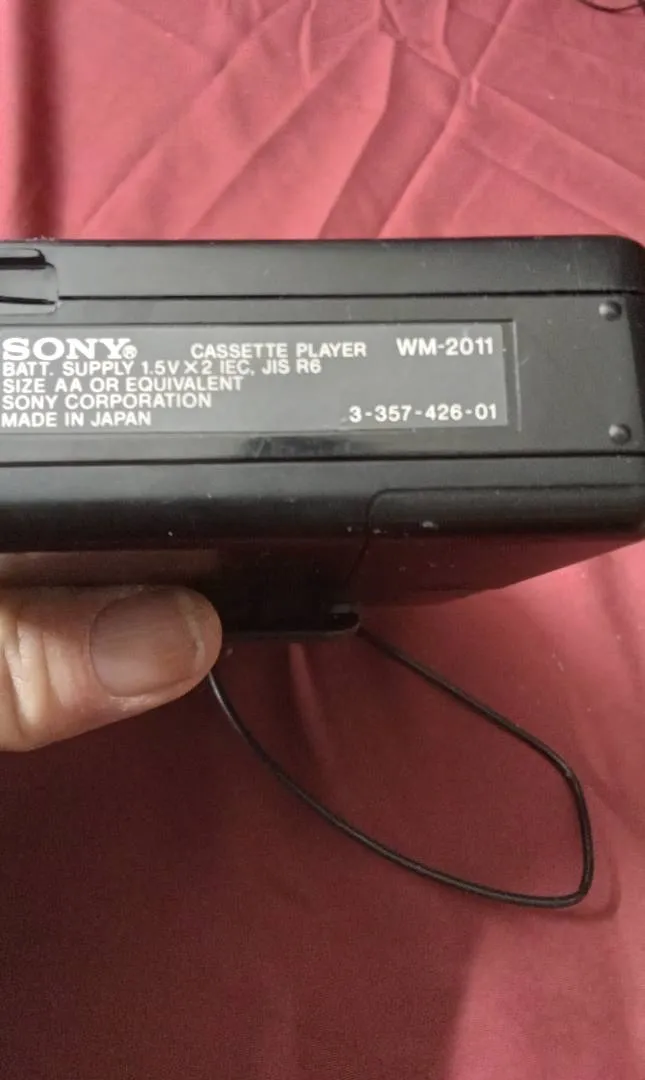 SONY® CASSETTE PLAYER WM-2011
BATT. SUPPLY 1.5V×2 IEC, JIS R6
SIZE AA OR EQUIVALENT
SONY CORPORATION
MADE IN JAPAN 3-357-426-01